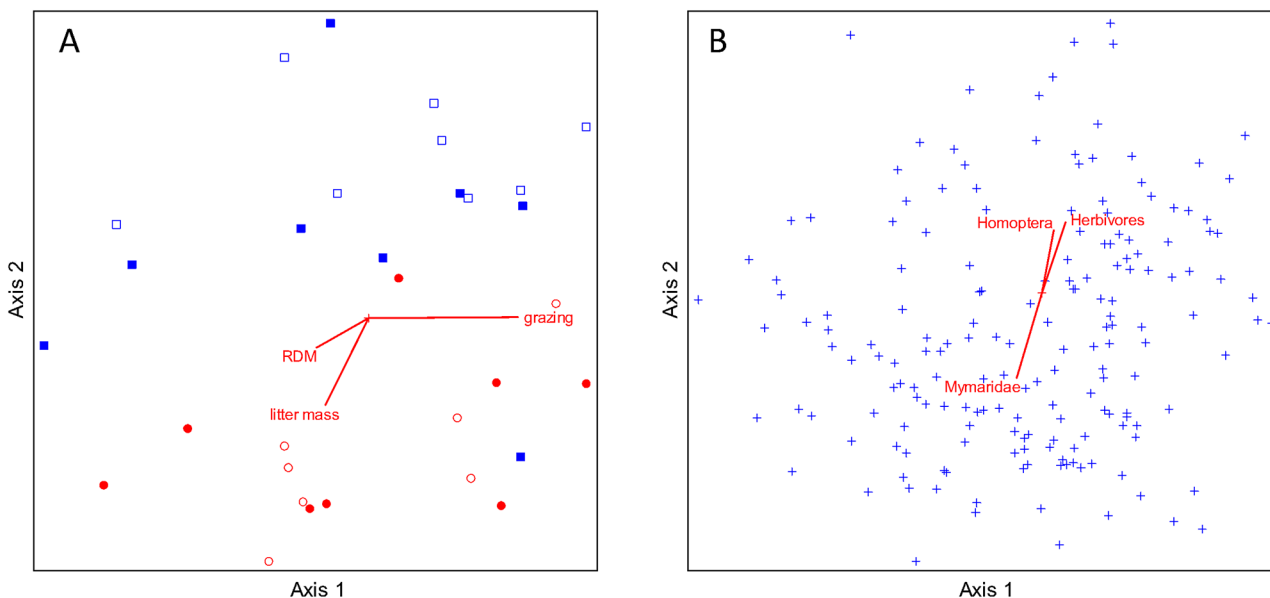 A
Axis 2
grazing
RDM
litter mass
Axis 1
B
Axis 2
Homoptera
Herbivores
Mymaridae
Axis 1